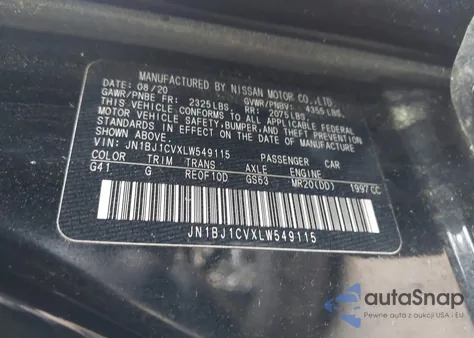 MANUFACTURED BY NISSAN MOTOR CO.,LTD.
DATE: 08/20 GVWR/PNBV: 4355 LBS.
GAWR/PNBE FR: 2325LBS. RR: 2075LBS.
THIS VEHICLE CONFORMS TO ALL APPLICABLE FEDERAL
MOTOR VEHICLE SAFETY, BUMPER, AND THEFT PREVENTION
STANDARDS IN EFFECT ON THE DATE OF MANUFACTURE
SHOWN ABOVE.
VIN: JN1BJ1CVXLW549115 PASSENGER CAR
COLOR TRIM TRANS AXLE ENGINE
G41 G RE0F10D GS63 MR20(DD) 1997CC
JN1BJ1CVXLW549115
autoSnap
Pewne auta z dostawą z USA i EU